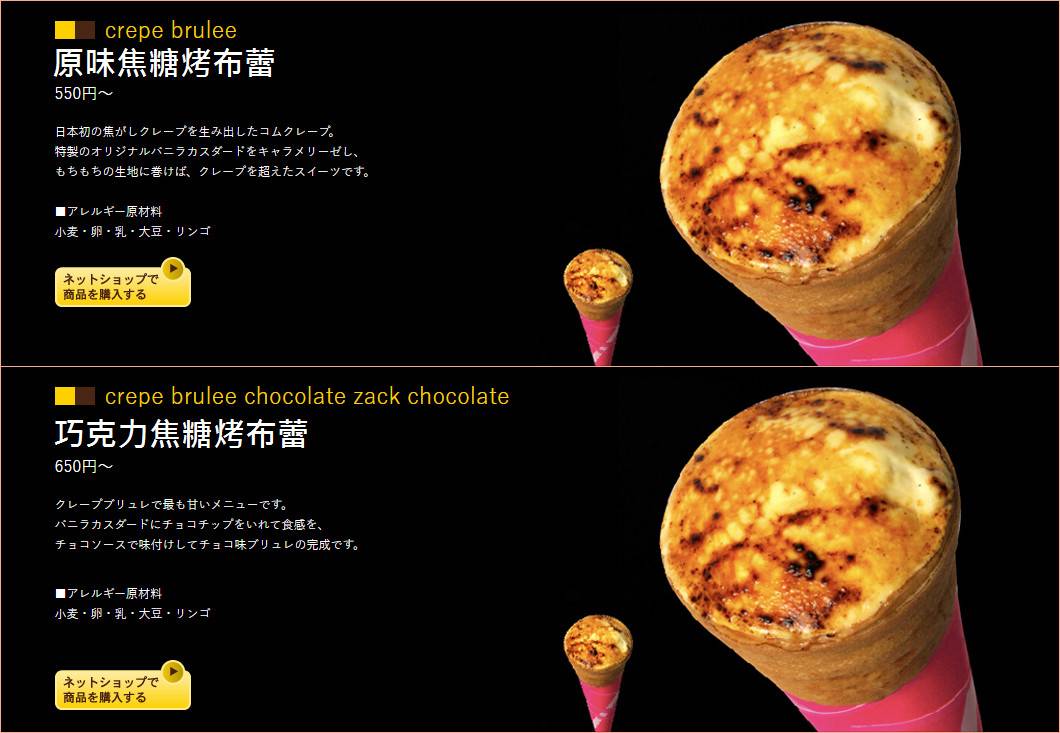 crepe brulee
原味焦糖烤布蕾
550円～
日本初の焦がしクレープを生み出したコムクレープ。
特製のオリジナルバニラカスダードをキャラメリーゼし、
もちもちの生地に巻けば、クレープを超えたスイーツです。
■アレルギー原材料
小麦・卵・乳・大豆・リンゴ
ネットショップで
商品を購入する
crepe brulee chocolate zack chocolate
巧克力焦糖烤布蕾
650円～
クレープブリュレで最も甘いメニューです。
バニラカスダードにチョコチップをいれて食感を、
チョコソースで味付けしてチョコ味ブリュレの完成です。
■アレルギー原材料
小麦・卵・乳・大豆・リンゴ
ネットショップで
商品を購入する